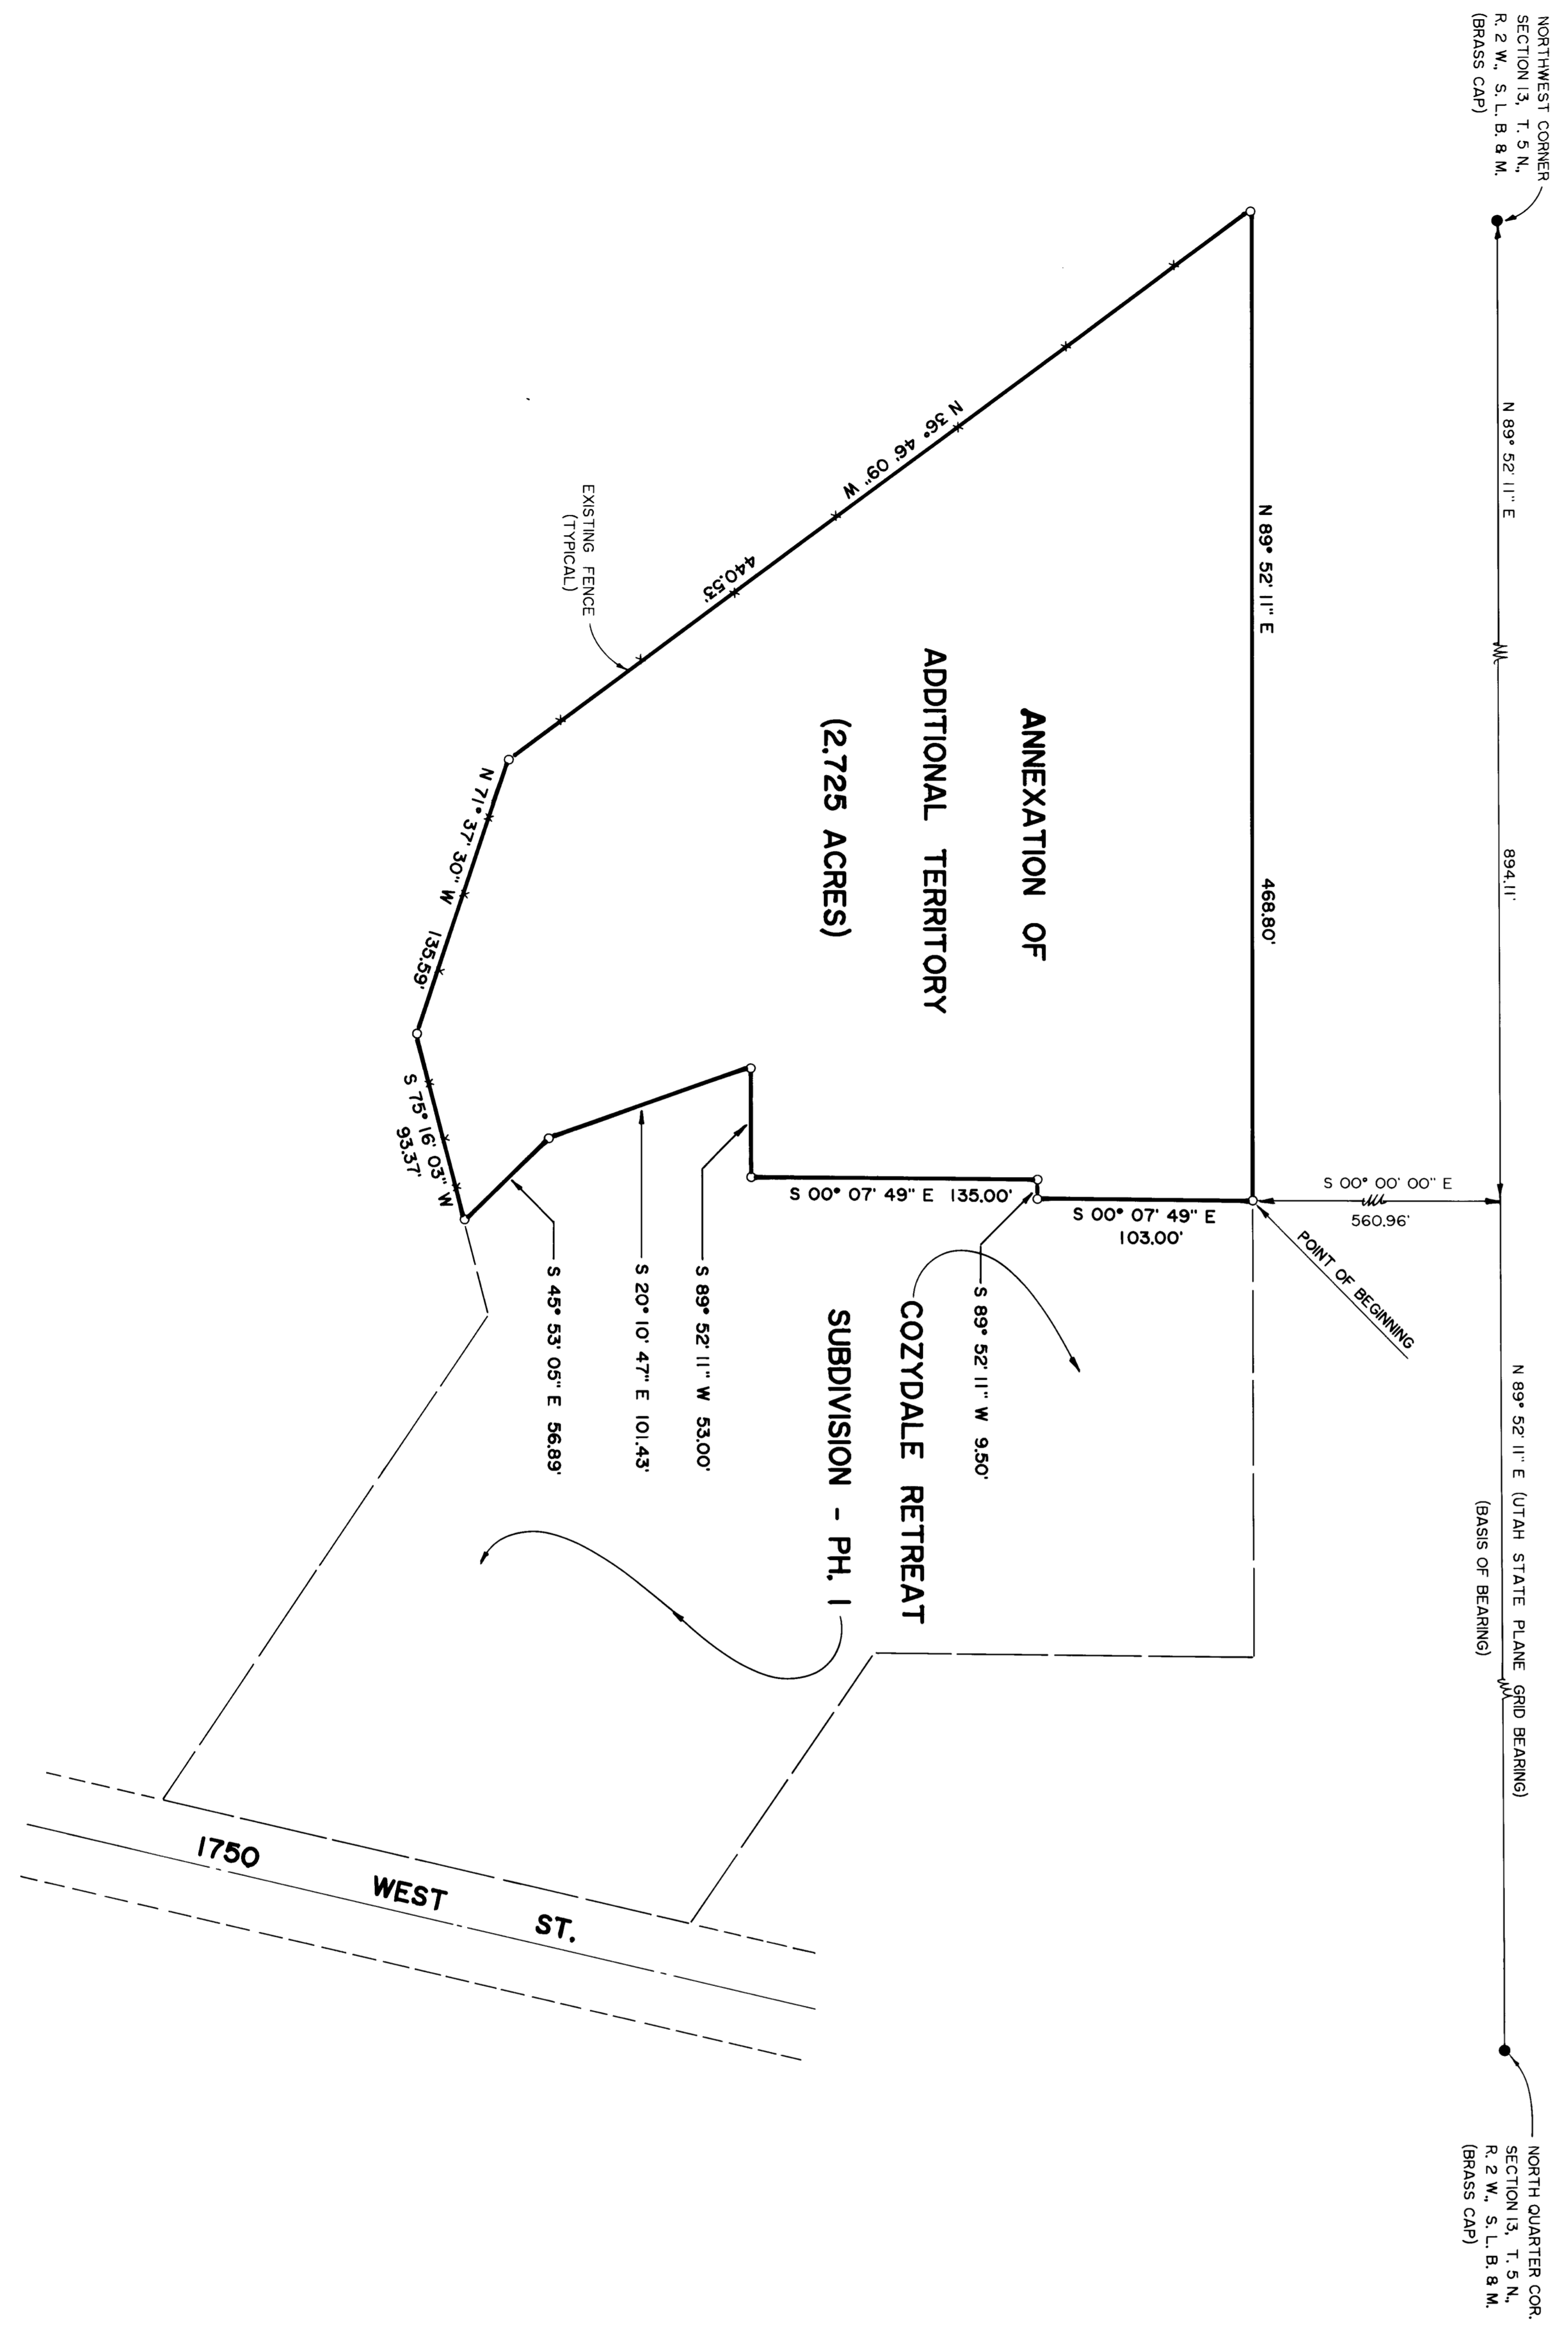 NORTHWEST CORNER
SECTION 13, T. 5 N.,
R. 2 W., S. L. B. & M.
(BRASS CAP)
N 89° 52' 11" E
894.11'
N 89° 52' 11" E (UTAH STATE PLANE GRID BEARING)
(BASIS OF BEARING)
NORTH QUARTER COR.
SECTION 13, T. 5 N.,
R. 2 W., S. L. B. & M.
(BRASS CAP)
S 00° 00' 00" E
560.96'
POINT OF BEGINNING
N 89° 52' 11" E
468.80'
S 00° 07' 49" E
103.00'
S 89° 52' 11" W 9.50'
S 00° 07' 49" E 135.00'
S 89° 52' 11" W 53.00'
S 20° 10' 47" E 101.43'
S 45° 53' 05" E 56.89'
ANNEXATION OF
ADDITIONAL TERRITORY
(2.725 ACRES)
COZYDALE RETREAT
SUBDIVISION - PH. 1
N 36° 46' 09" W
440.53'
EXISTING FENCE
(TYPICAL)
N 71° 37' 30" W 135.59'
S 75° 16' 03" W
93.37'
1750 WEST ST.